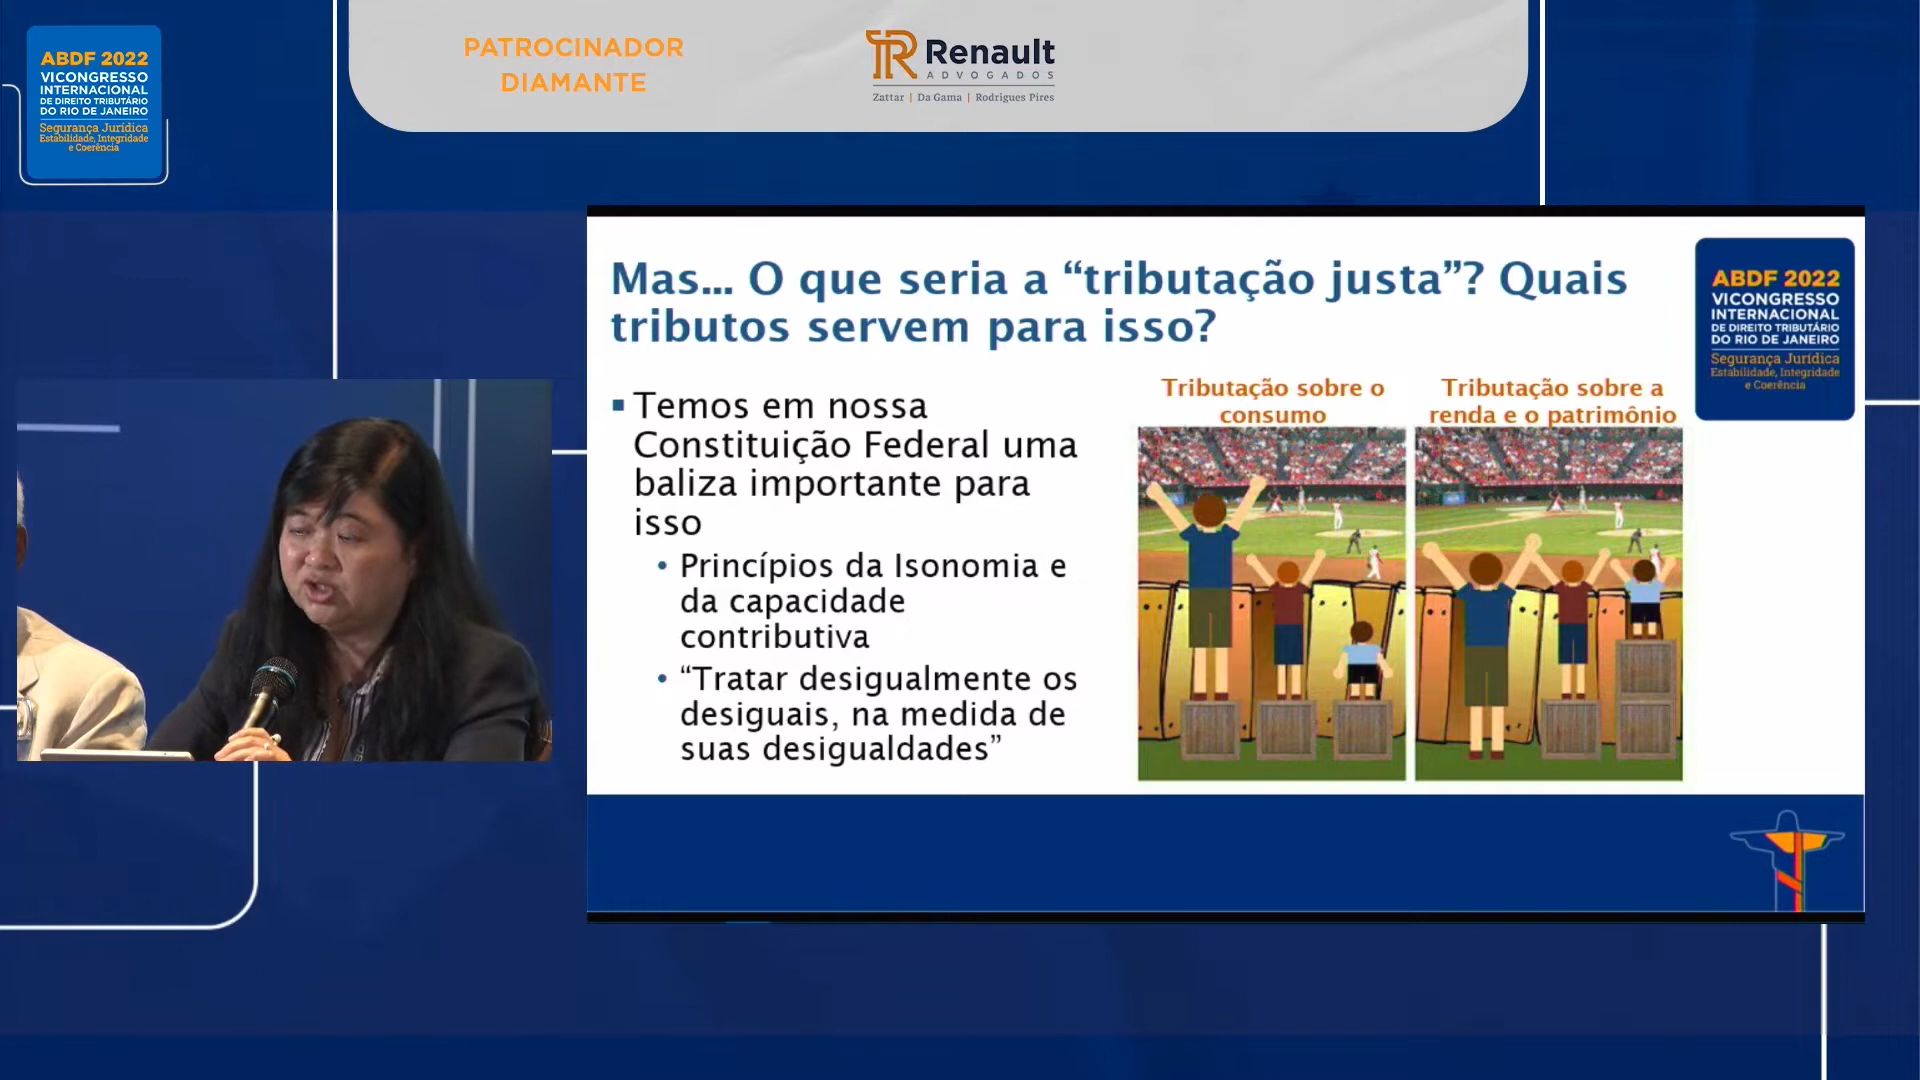 ABDF 2022
VICONGRESSO
INTERNACIONAL
DE DIREITO TRIBUTÁRIO
DO RIO DE JANEIRO
Segurança Jurídica
Estabilidade, Integridade
e Coerência
PATROCINADOR
DIAMANTE
Renault
ADVOGADOS
Zattar | Da Gama | Rodrigues Pires
Mas... O que seria a “tributação justa”? Quais
tributos servem para isso?
▪ Temos em nossa
Constituição Federal uma
baliza importante para
isso
• Princípios da Isonomia e
da capacidade
contributiva
• “Tratar desigualmente os
desiguais, na medida de
suas desigualdades”
Tributação sobre o
consumo
Tributação sobre a
renda e o patrimônio
ABDF 2022
VICONGRESSO
INTERNACIONAL
DE DIREITO TRIBUTÁRIO
DO RIO DE JANEIRO
Segurança Jurídica
Estabilidade, Integridade
e Coerência